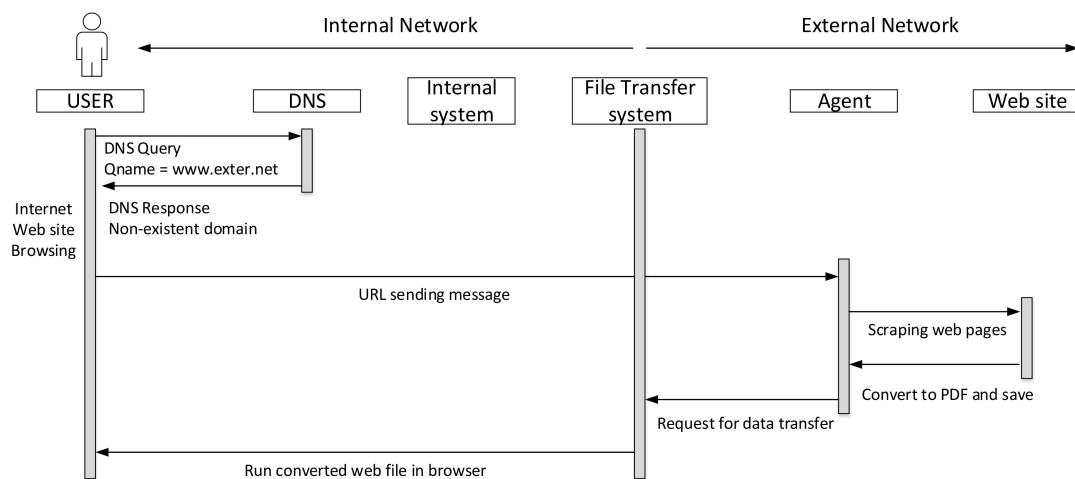 Internal Network
External Network
USER
DNS
Internal
system
File Transfer
system
Agent
Web site
DNS Query
Qname = www.exter.net
DNS Response
Non-existent domain
Internet
Web site
Browsing
URL sending message
Scraping web pages
Convert to PDF and save
Request for data transfer
Run converted web file in browser